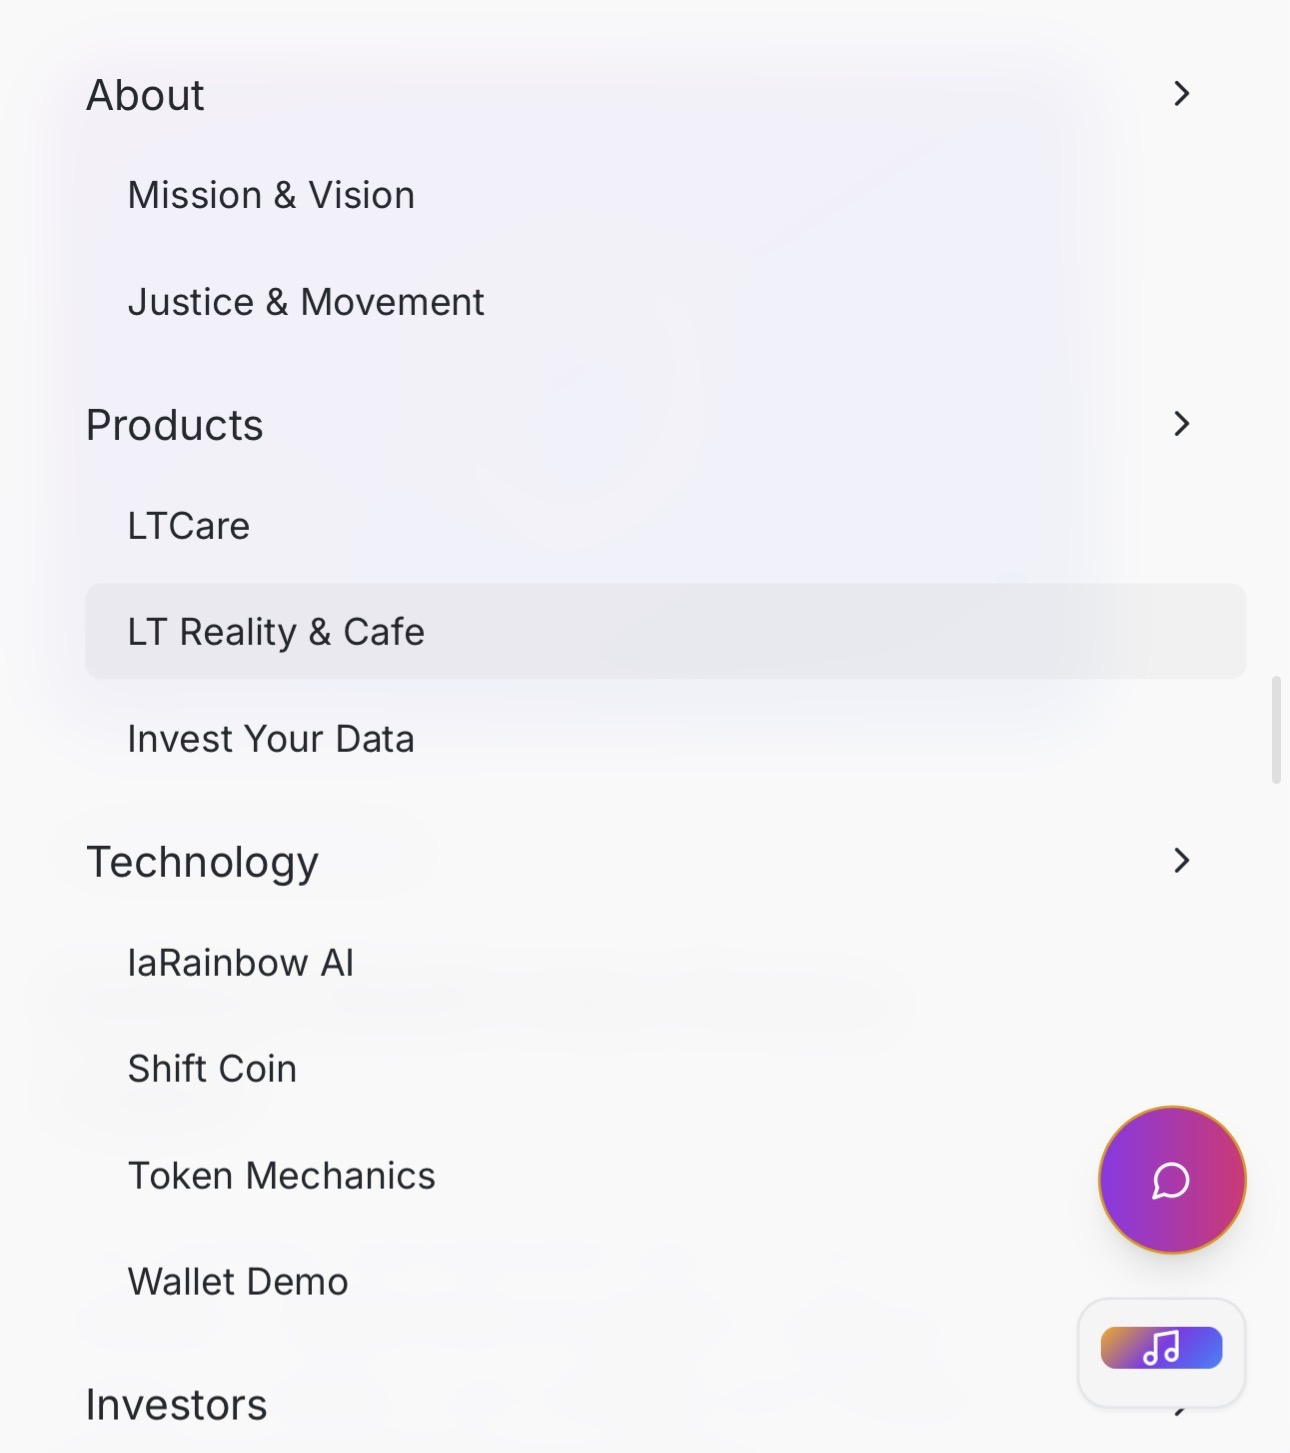 About
Mission & Vision
Justice & Movement
Products
LTCare
LT Reality & Cafe
Invest Your Data
Technology
IaRainbow AI
Shift Coin
Token Mechanics
Wallet Demo
Investors